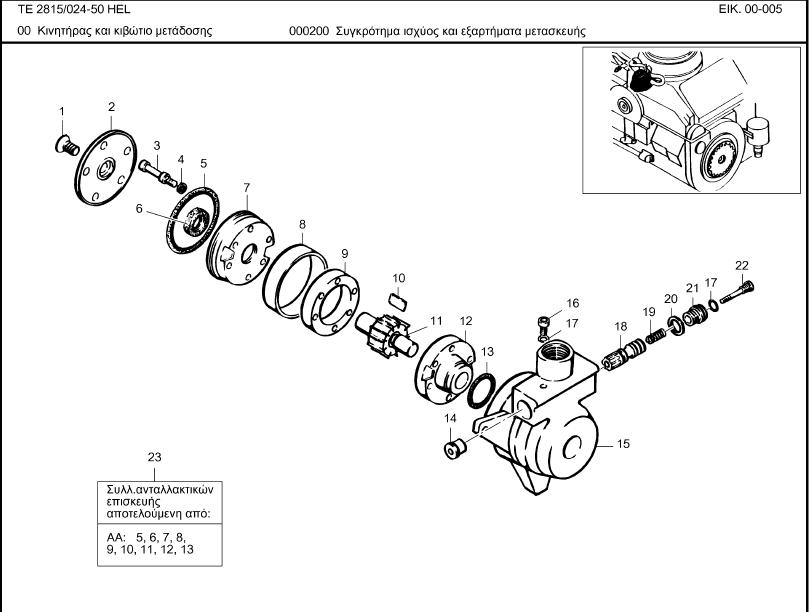 TE 2815/024-50 HEL
ΕΙΚ. 00-005
00 Κινητήρας και κιβώτιο μετάδοσης
000200 Συγκρότημα ισχύος και εξαρτήματα μετασκευής
1
2
3
4
5
6
7
8
9
10
11
12
13
14
15
16
17
18
19
20
21
17
22
23
Συλλ.ανταλλακτικών
επισκευής
αποτελούμενη από:
ΑΑ: 5, 6, 7, 8,
9, 10, 11, 12, 13